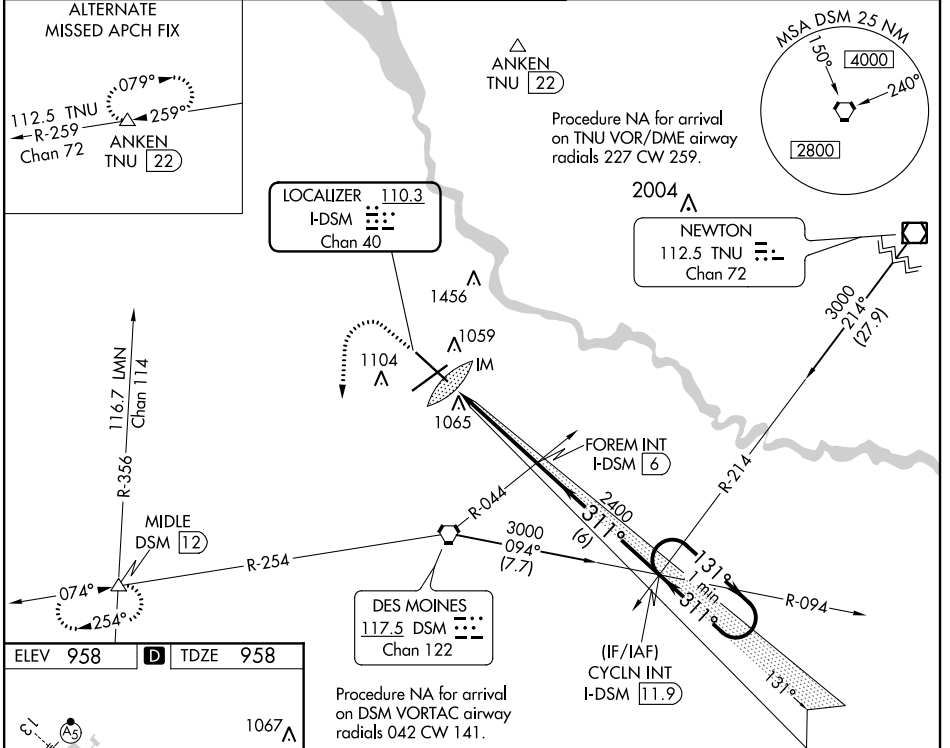 ALTERNATE
MISSED APCH FIX
079°
259°
112.5 TNU
R-259
Chan 72
ANKEN
TNU 22
ANKEN
TNU 22
MSA DSM 25 NM
150°
4000
240°
2800
Procedure NA for arrival
on TNU VOR/DME airway
radials 227 CW 259.
2004
NEWTON
112.5 TNU
Chan 72
3000
214°
(27.9)
LOCALIZER 110.3
I-DSM
Chan 40
1456
1059
1104
IM
1065
116.7 LMN
Chan 114
R-356
FOREM INT
I-DSM 6
R-044
R-214
2400
311°
(6)
MIDLE
DSM 12
R-254
3000
094°
(7.7)
131°
1 min
311°
R-094
074°
254°
DES MOINES
117.5 DSM
Chan 122
(IF/IAF)
CYCLN INT
I-DSM 11.9
131°
ELEV 958 D TDZE 958
Procedure NA for arrival
on DSM VORTAC airway
radials 042 CW 141.
13
A5
1067